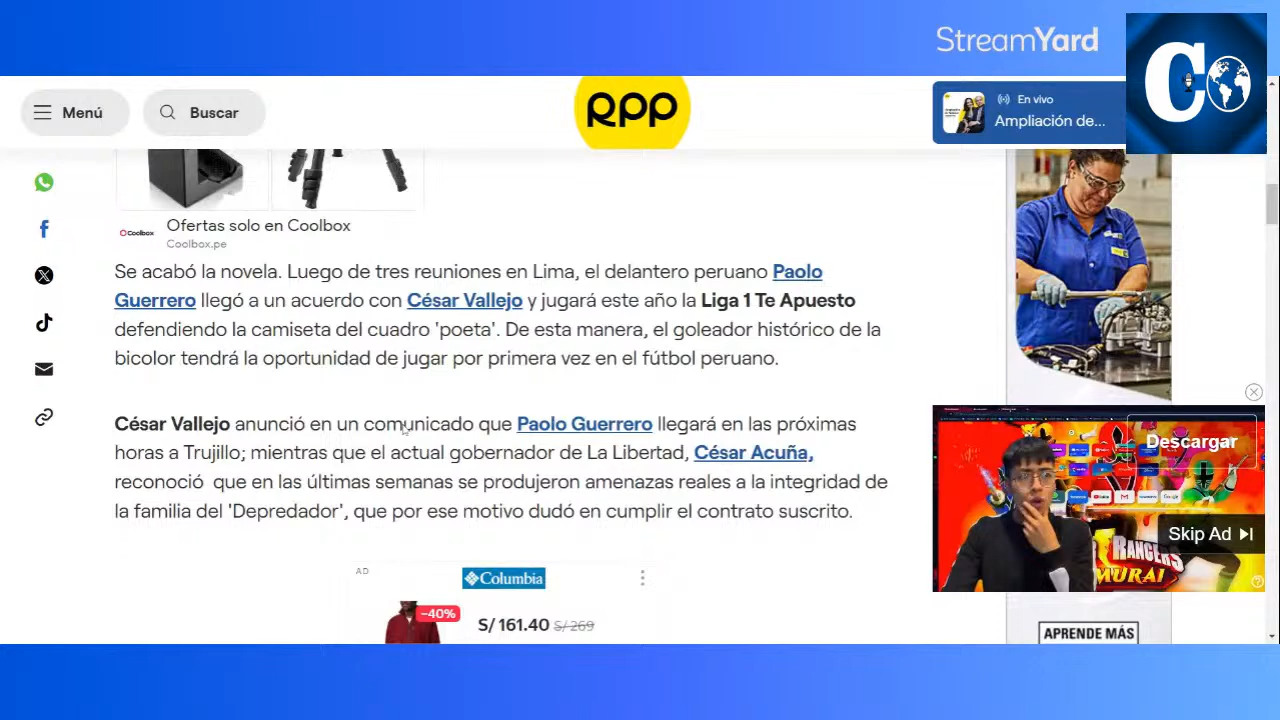 StreamYard
CO
Menú
Buscar
RPP
En vivo
Ampliación de...
Ofertas solo en Coolbox
Coolbox
Coolbox.pe
Se acabó la novela. Luego de tres reuniones en Lima, el delantero peruano Paolo
Guerrero llegó a un acuerdo con César Vallejo y jugará este año la Liga 1 Te Apuesto
defendiendo la camiseta del cuadro 'poeta'. De esta manera, el goleador histórico de la
bicolor tendrá la oportunidad de jugar por primera vez en el fútbol peruano.
César Vallejo anunció en un comunicado que Paolo Guerrero llegará en las próximas
horas a Trujillo; mientras que el actual governador de La Libertad, César Acuña,
reconoció que en las últimas semanas se produjeron amenazas reales a la integridad de
la familia del 'Depredador', que por ese motivo dudó en cumplir el contrato suscrito.
Descargar
Skip Ad
RANGERS
MURAI
AD
Columbia
-40%
S/ 161.40 S/ 269
APRENDE MÁS